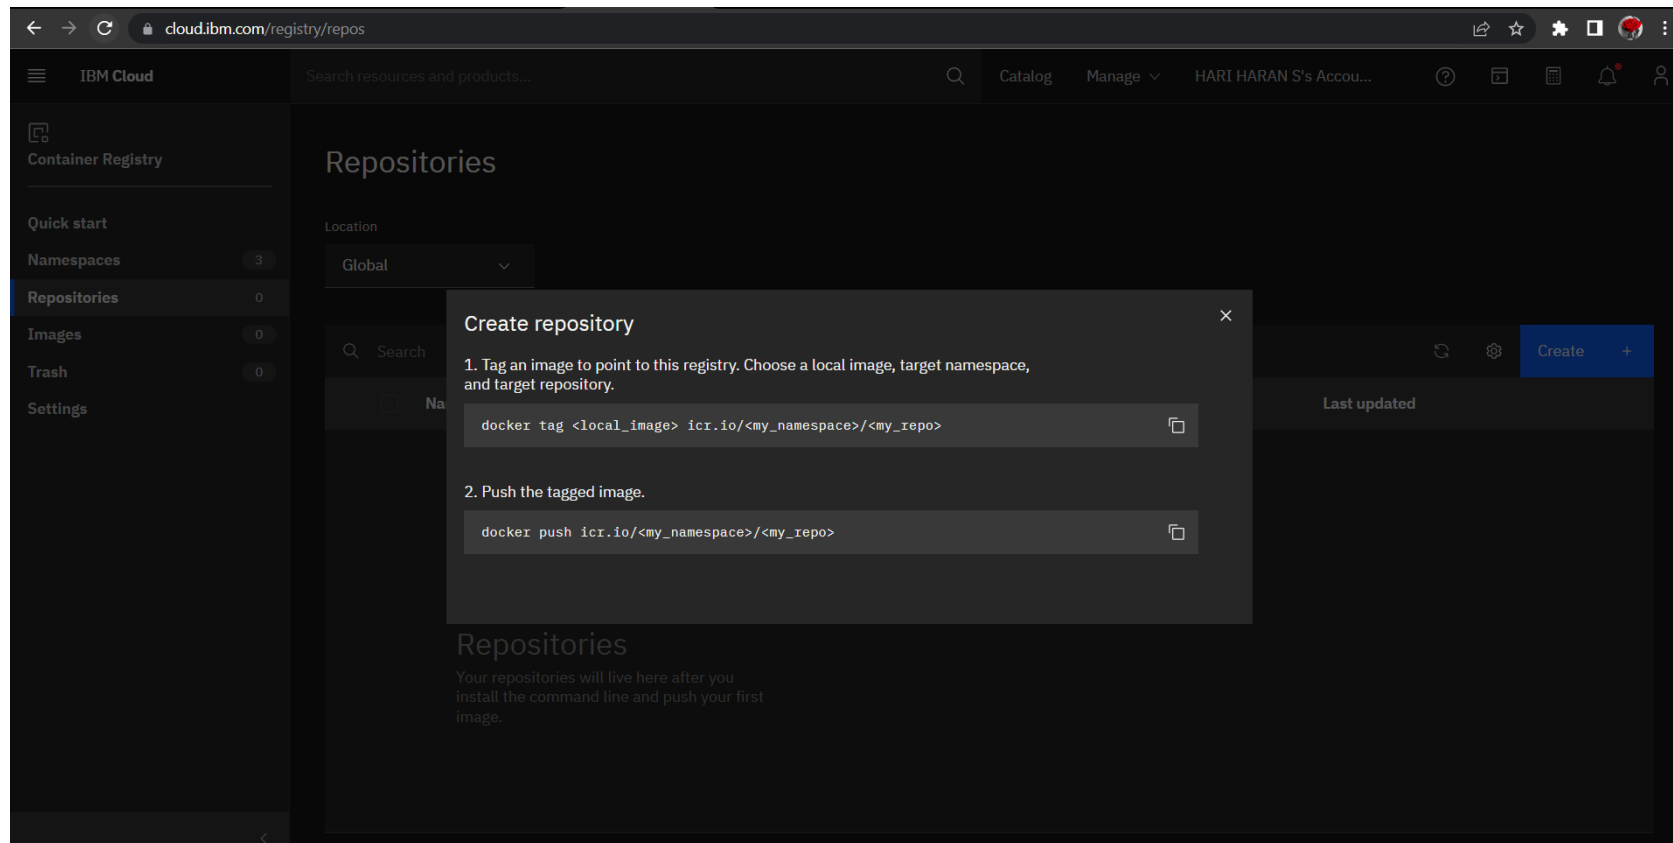 cloud.ibm.com/registry/repos
IBM Cloud
Search resources and products...
Catalog
Manage
HARI HARAN S's Accou...
Container Registry
Quick start
Namespaces 3
Repositories 0
Images 0
Trash 0
Settings
Repositories
Location
Global
Search
Create +
Na
Last updated
Create repository
1. Tag an image to point to this registry. Choose a local image, target namespace,
and target repository.
docker tag <local_image> icr.io/<my_namespace>/<my_repo>
2. Push the tagged image.
docker push icr.io/<my_namespace>/<my_repo>
Repositories
Your repositories will live here after you
install the command line and push your first
image.